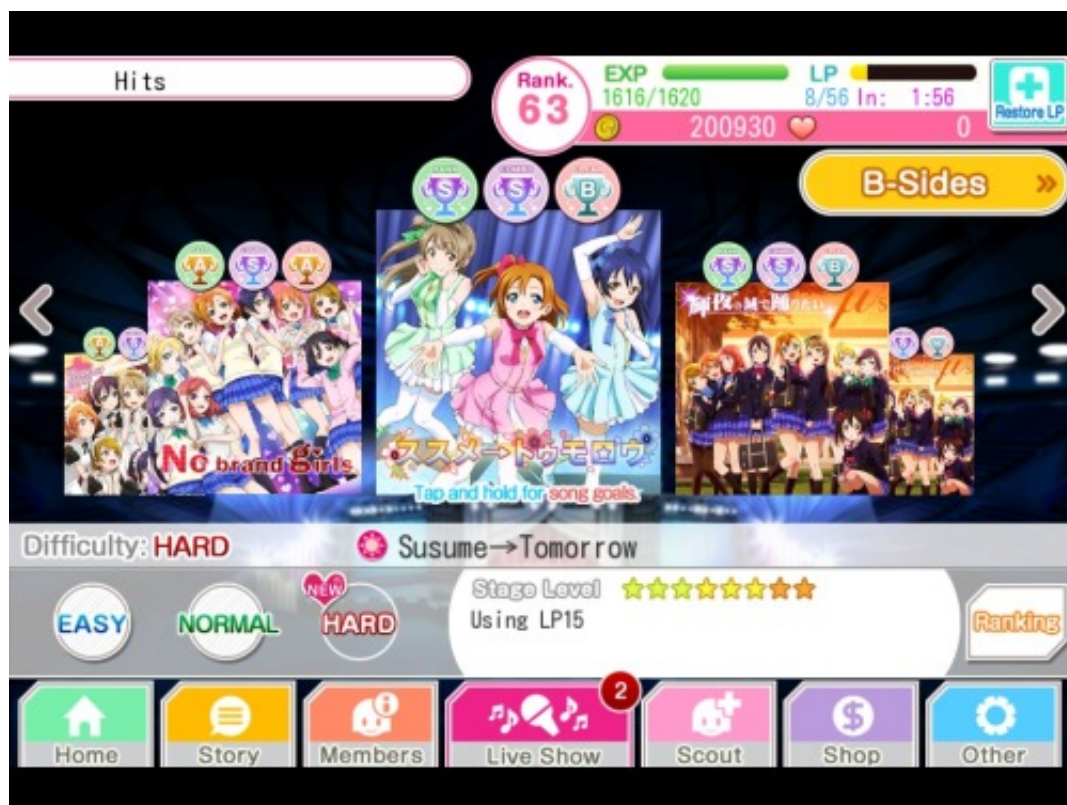 Hits
Rank.
63
EXP
1616/1620
LP
8/56 In: 1:56
Restore LP
200930
0
B-Sides
S
S
B
A
S
A
S
S
B
No brand girls
ススメ→トゥモロウ
μ's
Tap and hold for song goals.
Difficulty: HARD
Susume→Tomorrow
EASY
NORMAL
NEW
HARD
Stage Level
Using LP15
Ranking
2
Home
Story
Members
Live Show
Scout
Shop
Other